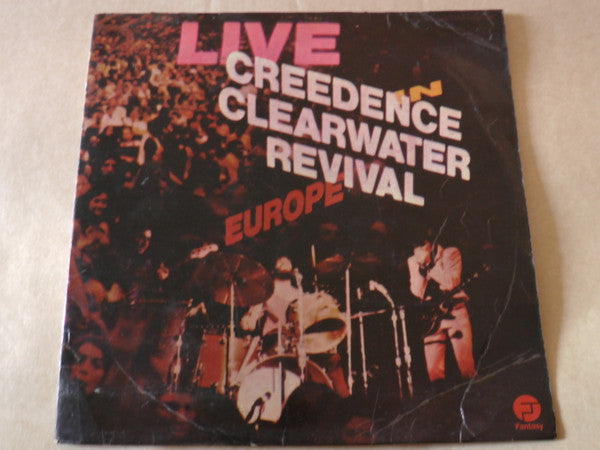 LIVE
IN
CREEDENCE
CLEARWATER
REVIVAL
EUROPE
Fantasy